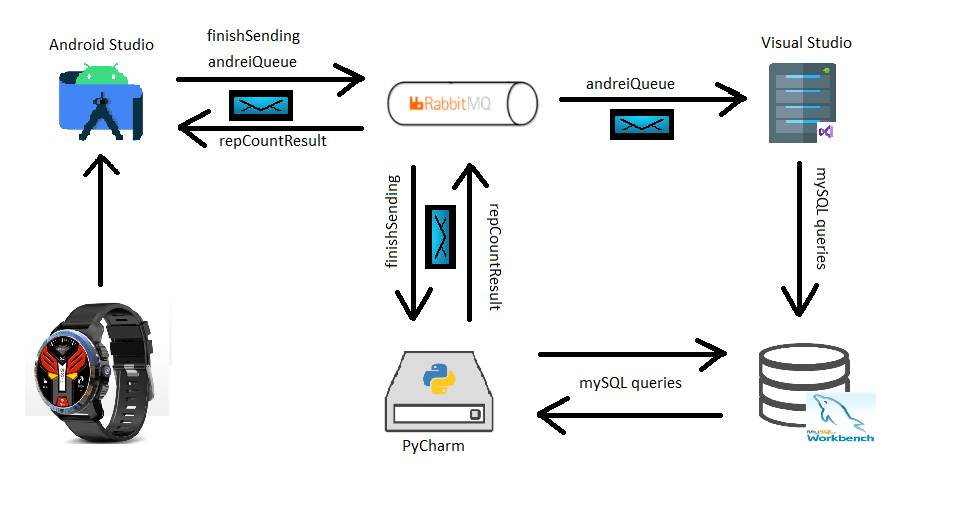 finishSending
Android Studio
andreiQueue
Visual Studio
RabbitMQ
andreiQueue
repCountResult
finishSending
repCountResult
mySQL queries
mySQL queries
PyCharm
MySQL
Workbench